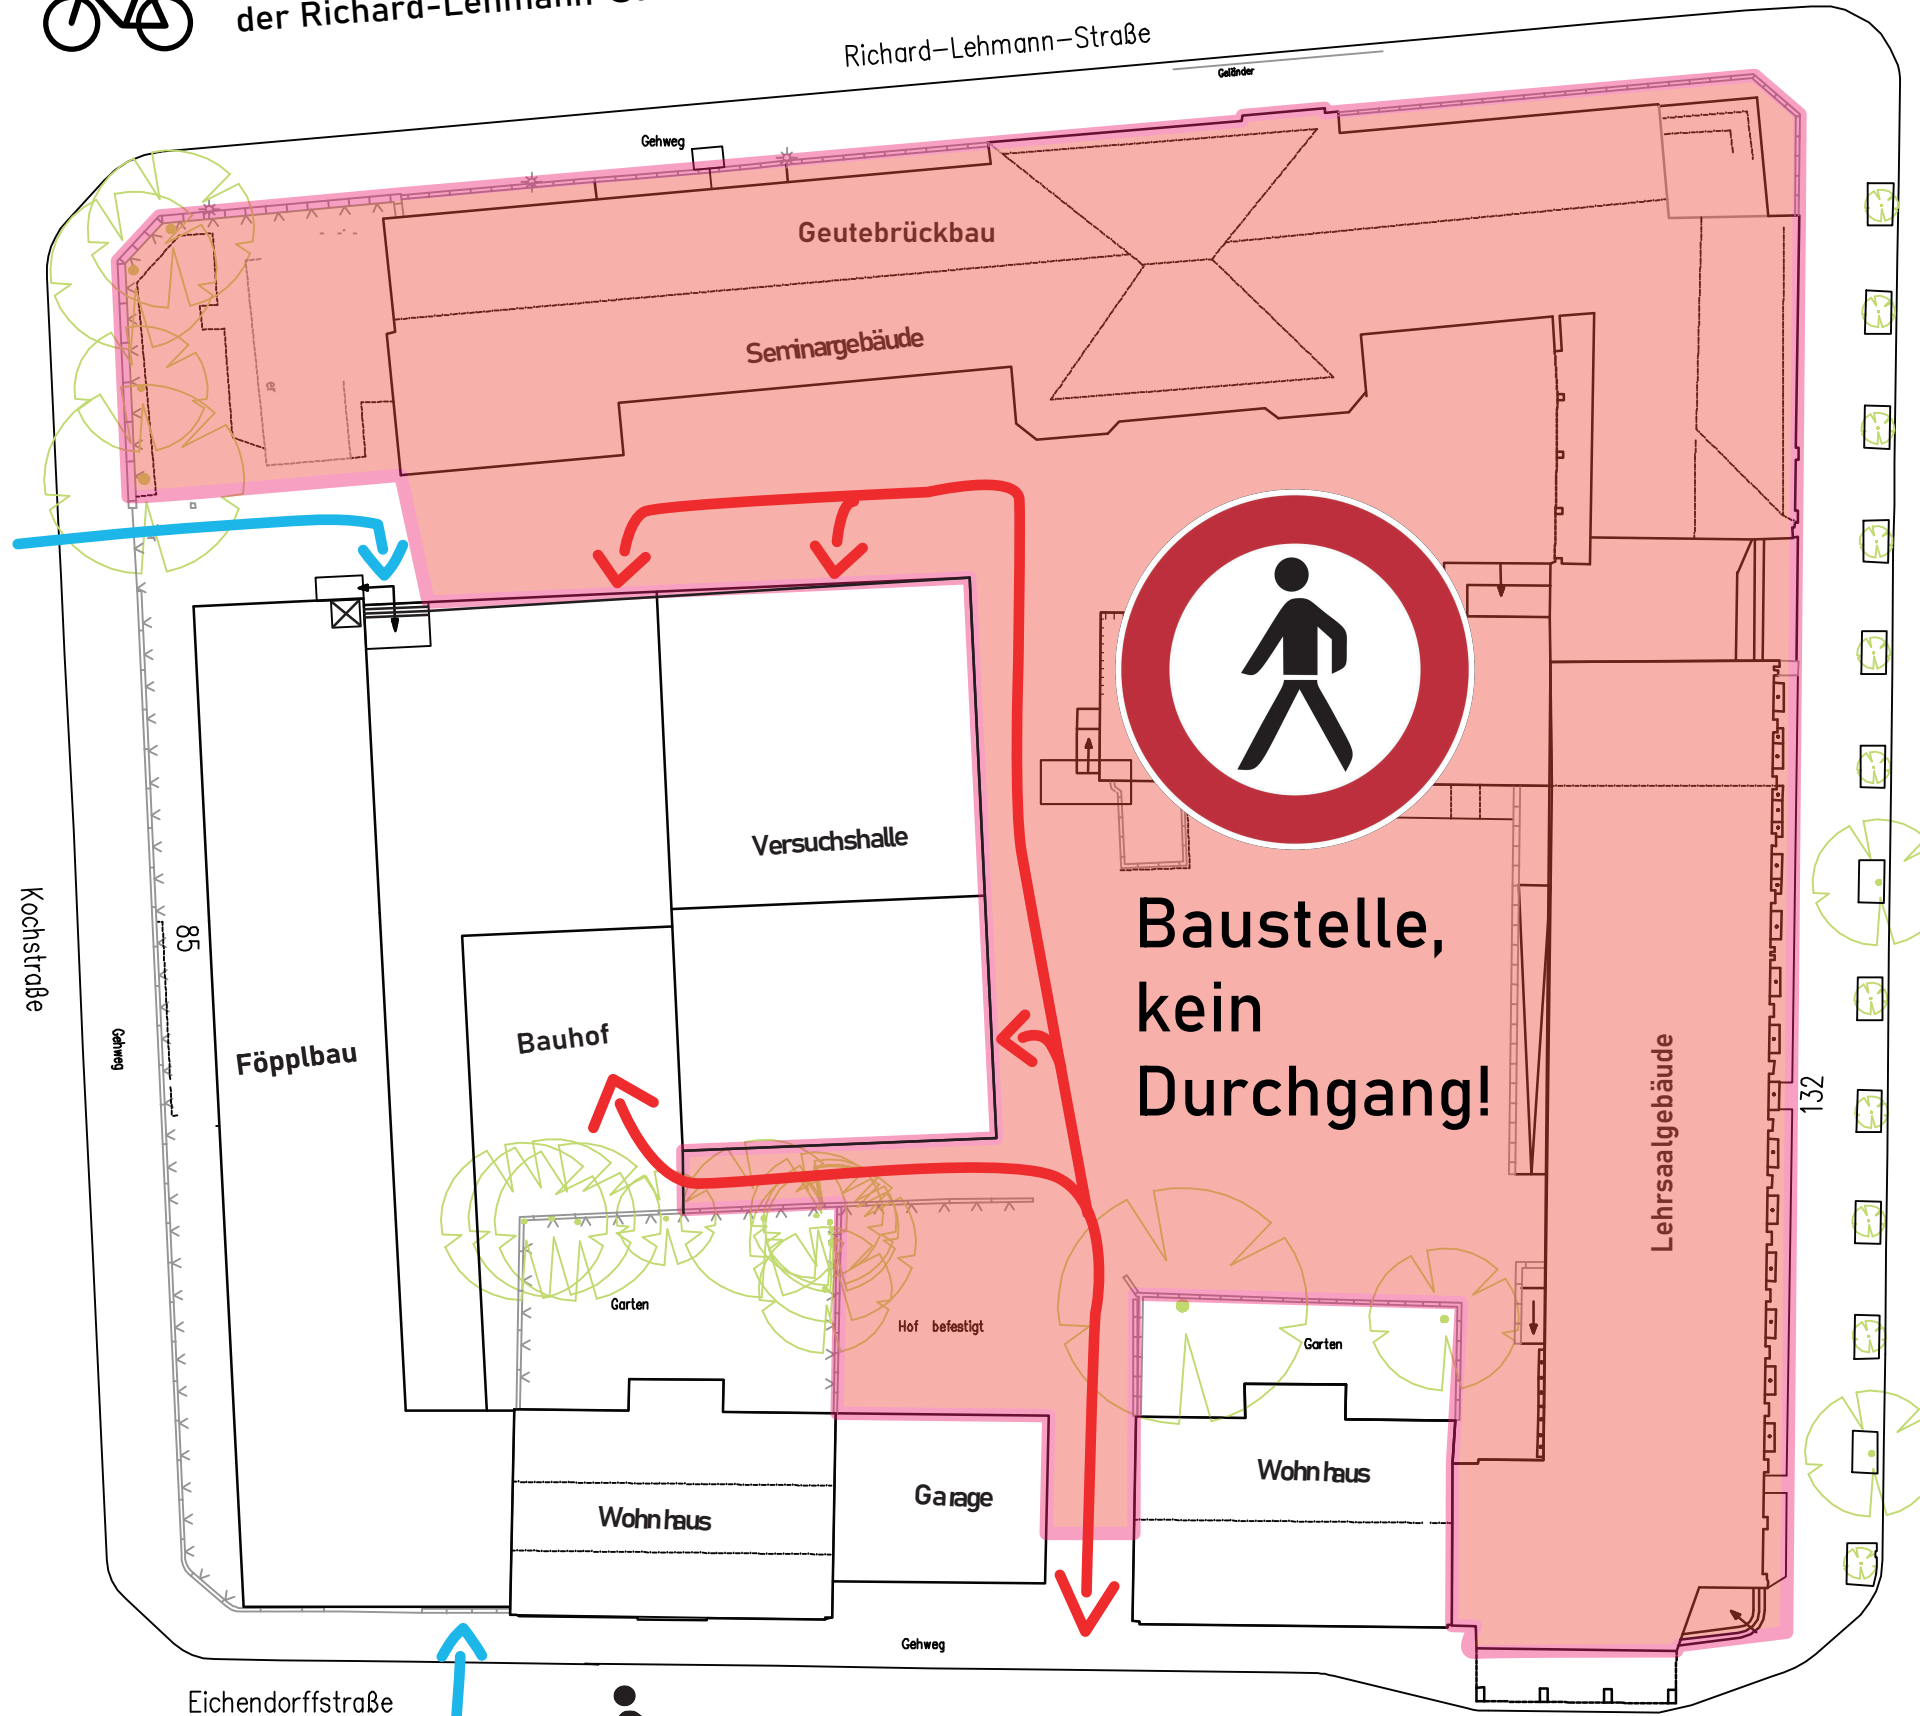 der Richard-Lehmann-
Richard-Lehmann-Straße
Geländer
Gehweg
Geutebrückbau
Seminargebäude
er
Versuchshalle
Kochstraße
85
Gehweg
Föpplbau
Bauhof
Baustelle,
kein
Durchgang!
Lehrsaalgebäude
132
Garten
Hof befestigt
Garten
Wohnhaus
Garage
Wohnhaus
Gehweg
Eichendorffstraße